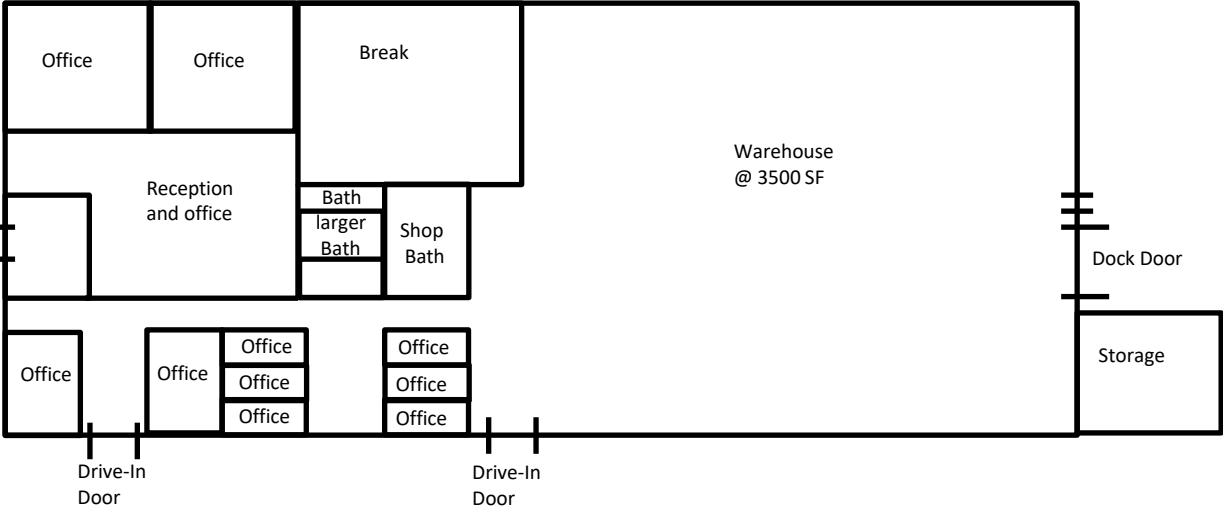 Office
Office
Break
Warehouse
@ 3500 SF
Reception
and office
Bath
larger
Bath
Shop
Bath
Dock Door
Office
Office
Office
Office
Office
Office
Office
Office
Storage
Drive-In
Door
Drive-In
Door